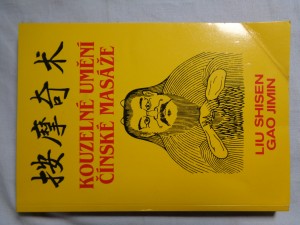 按摩奇术
KOUZELNÉ UMĚNÍ
ČÍNSKÉ MASÁŽE
LIU SHISEN
GAO JIMIN